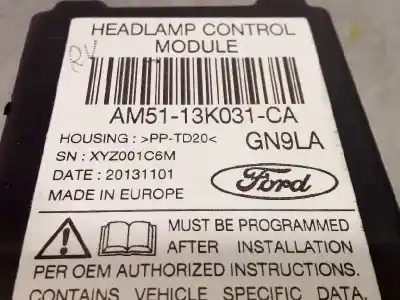 HEADLAMP CONTROL
MODULE
RV
AM51-13K031-CA
HOUSING : >PP-TD20<
GN9LA
SN : XYZ001C6M
DATE : 20131101
MADE IN EUROPE
Ford
MUST BE PROGRAMMED
AFTER INSTALLATION
PER OEM AUTHORIZED INSTRUCTIONS.
CONTAINS VEHICLE SPECIFIC DATA.